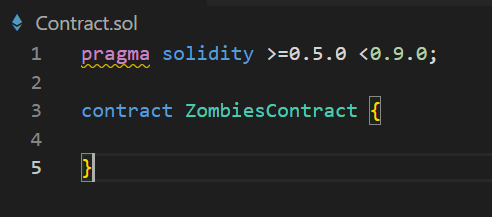 Contract.sol
1 pragma solidity >=0.5.0 <0.9.0;
2
3 contract ZombiesContract {
4
5 }